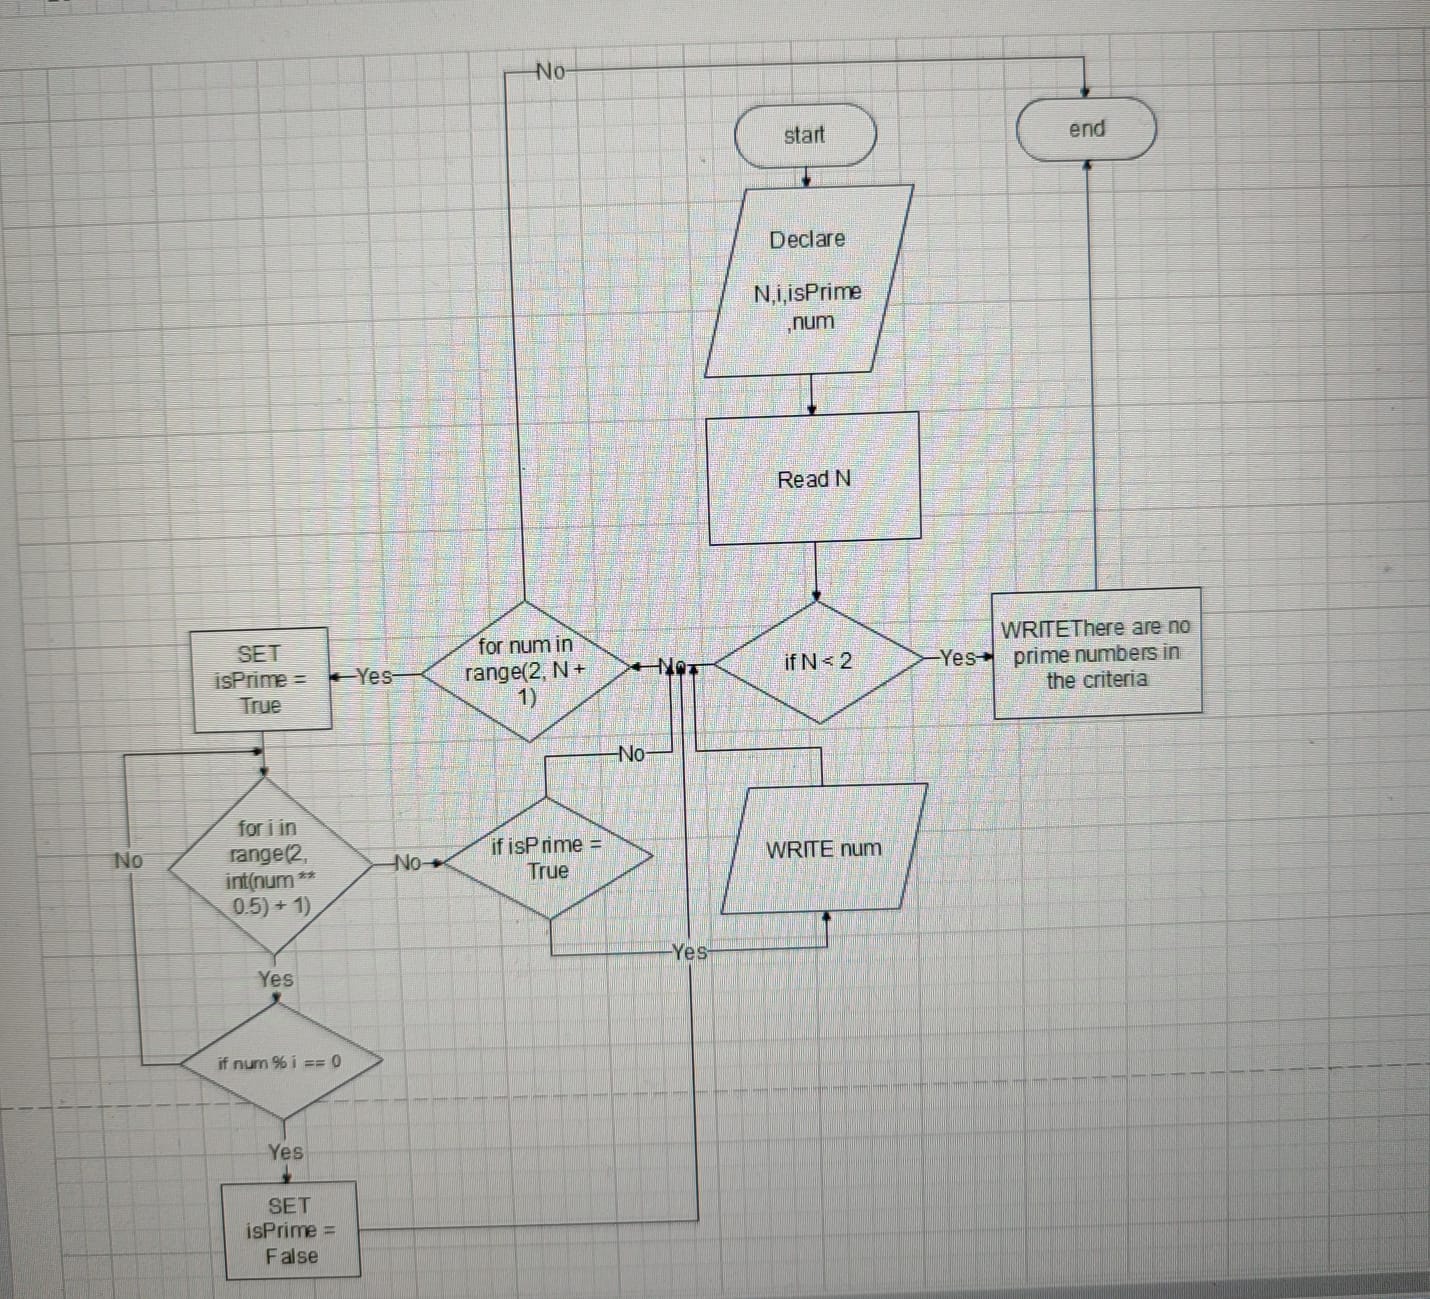 No
start
end
Declare
N,i,isPrime
,num
Read N
for num in
range(2, N +
1)
No
if N < 2
Yes
WRITEThere are no
prime numbers in
the criteria
Yes
SET
isPrime =
True
No
for i in
range(2,
int(num **
0.5) + 1)
No
No
if isPrime =
True
WRITE num
Yes
Yes
if num % i == 0
Yes
SET
isPrime =
False